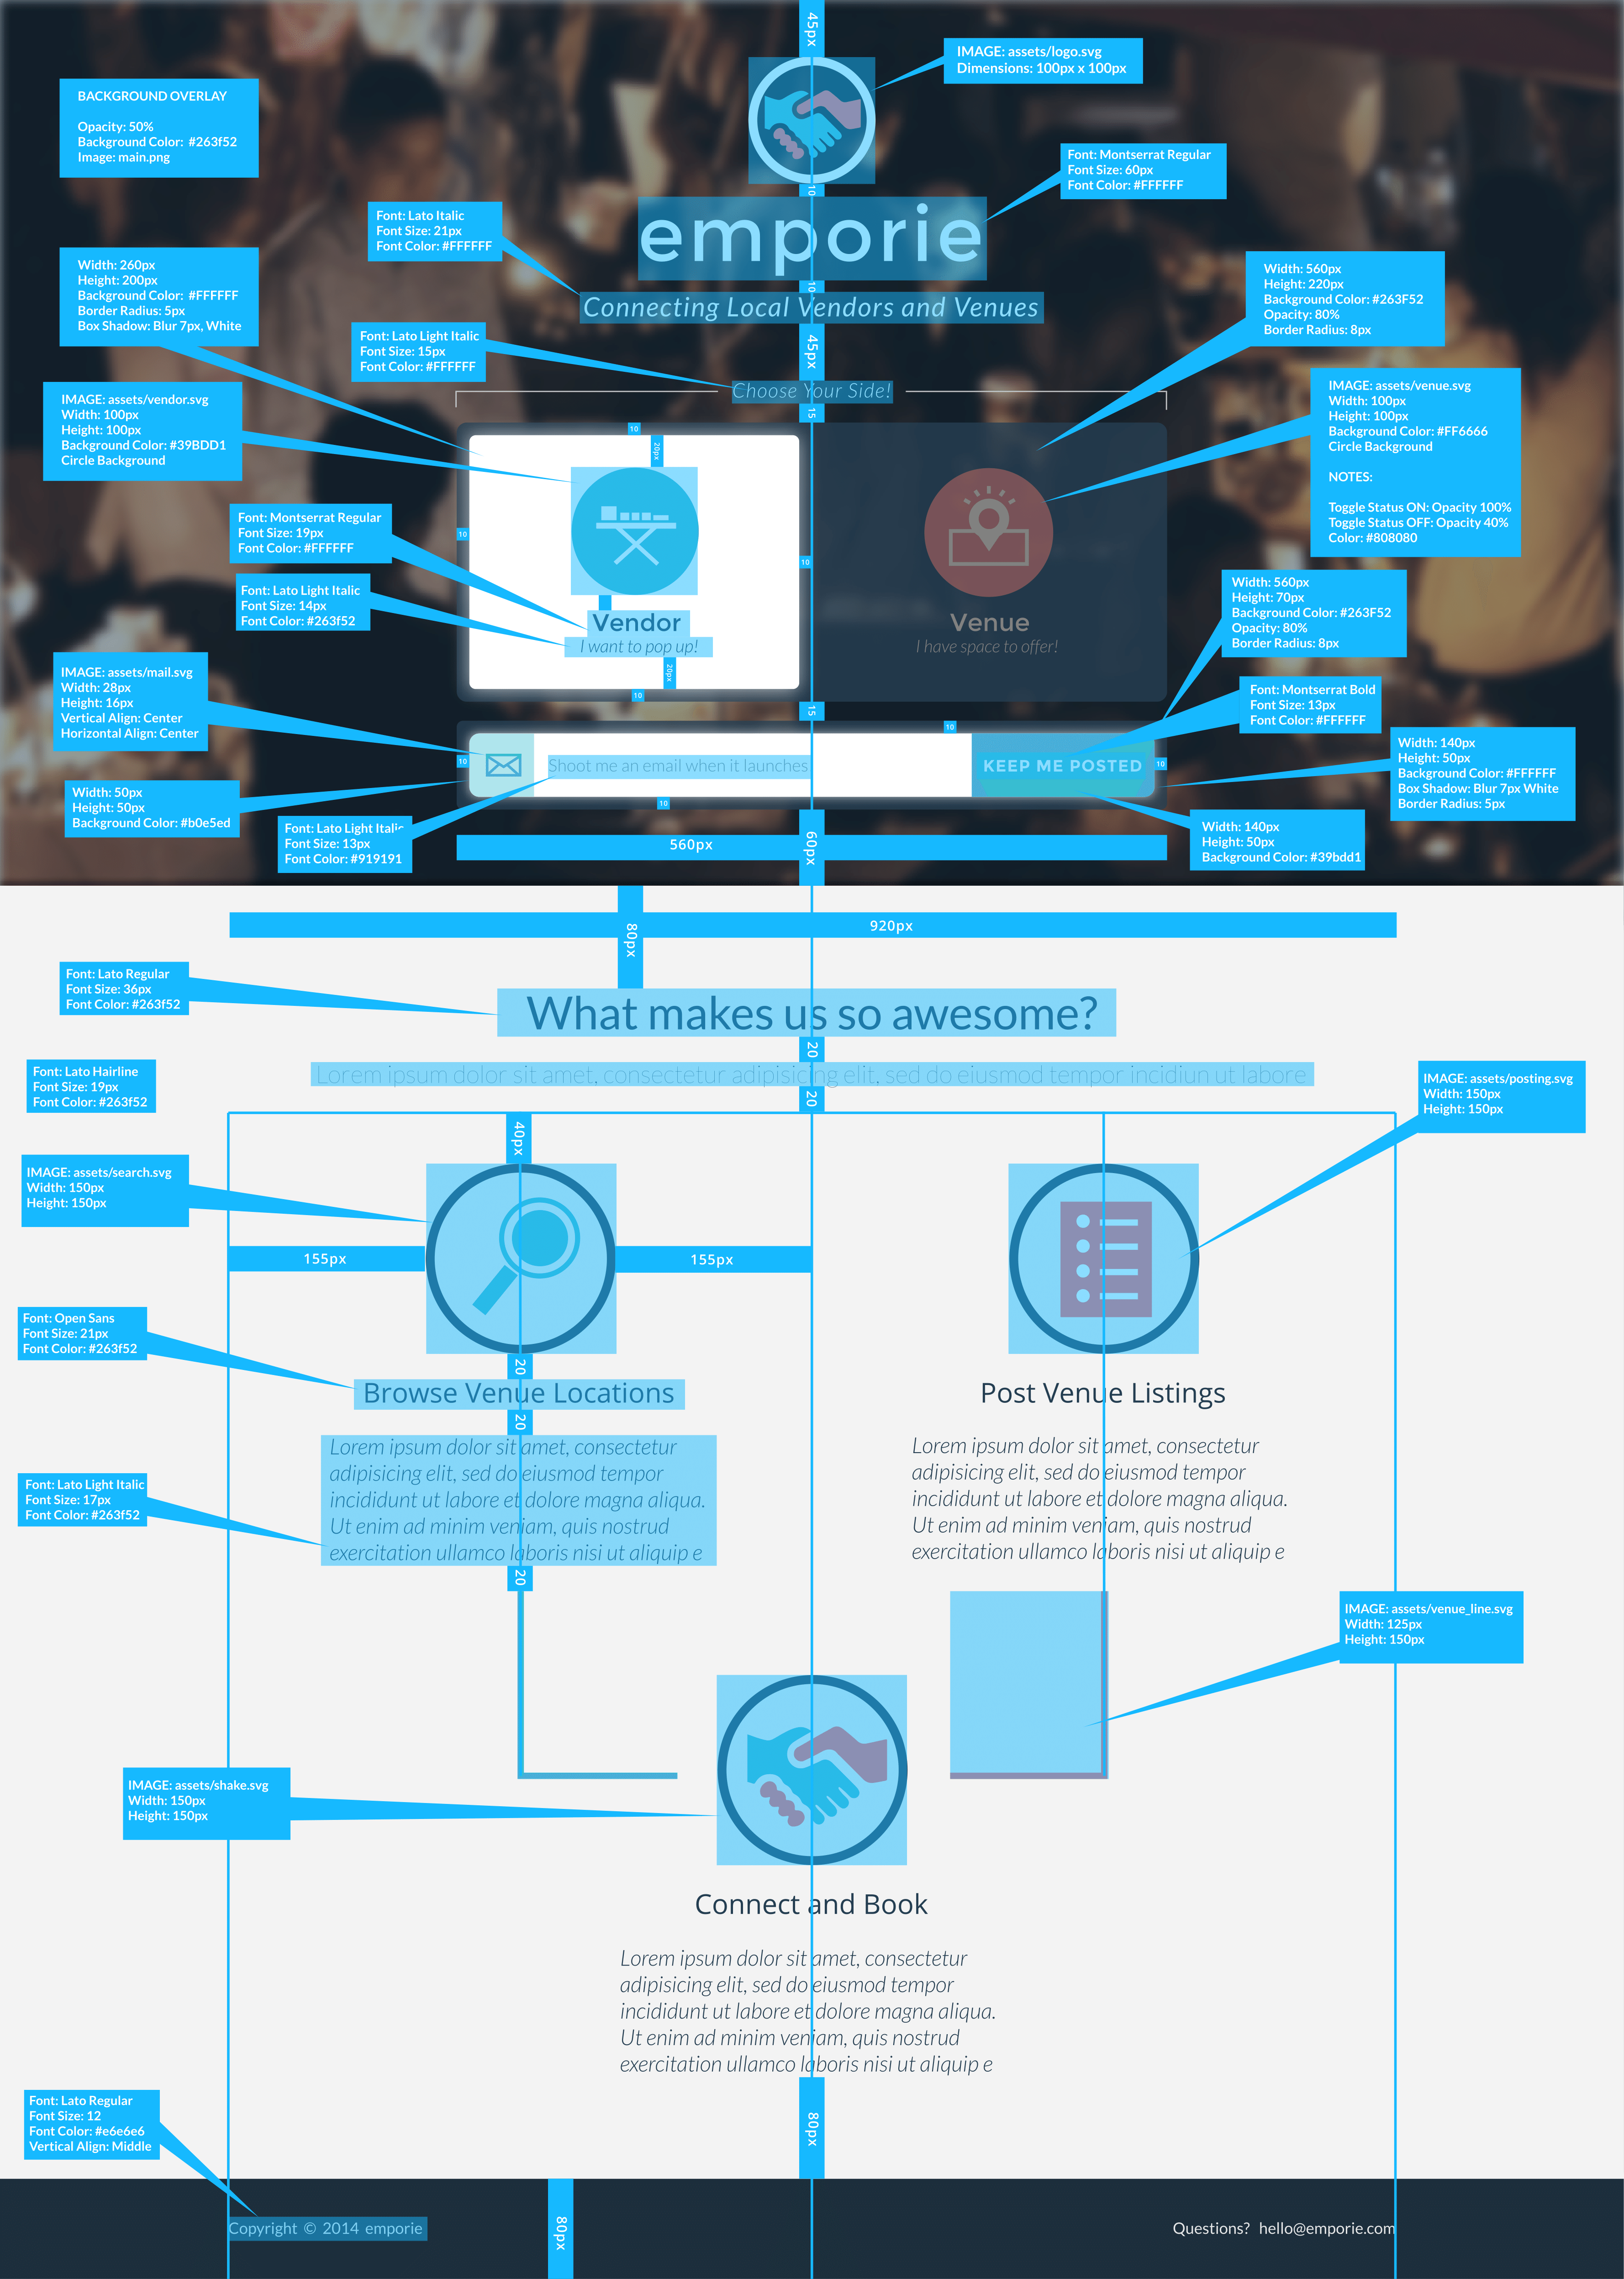 45px
IMAGE: assets/logo.svg
Dimensions: 100px x 100px
BACKGROUND OVERLAY
Opacity: 50%
Background Color: #263f52
Image: main.png
Font: Montserrat Regular
Font Size: 60px
Font Color: #FFFFFF
10
Font: Lato Italic
Font Size: 21px
Font Color: #FFFFFF
emporie
Width: 260px
Height: 200px
Background Color: #FFFFFF
Border Radius: 5px
Box Shadow: Blur 7px, White
Width: 560px
Height: 220px
Background Color: #263F52
Opacity: 80%
Border Radius: 8px
10
Connecting Local Vendors and Venues
Font: Lato Light Italic
Font Size: 15px
Font Color: #FFFFFF
45px
Choose Your Side!
15
IMAGE: assets/vendor.svg
Width: 100px
Height: 100px
Background Color: #39BDD1
Circle Background
IMAGE: assets/venue.svg
Width: 100px
Height: 100px
Background Color: #FF6666
Circle Background
NOTES:
Toggle Status ON: Opacity 100%
Toggle Status OFF: Opacity 40%
Color: #808080
10
20px
Font: Montserrat Regular
Font Size: 19px
Font Color: #FFFFFF
10
10
Font: Lato Light Italic
Font Size: 14px
Font Color: #263f52
Width: 560px
Height: 70px
Background Color: #263F52
Opacity: 80%
Border Radius: 8px
Vendor
I want to pop up!
Venue
I have space to offer!
20px
10
IMAGE: assets/mail.svg
Width: 28px
Height: 16px
Vertical Align: Center
Horizontal Align: Center
Font: Montserrat Bold
Font Size: 13px
Font Color: #FFFFFF
15
10
Width: 140px
Height: 50px
Background Color: #FFFFFF
Box Shadow: Blur 7px White
Border Radius: 5px
10
Shoot me an email when it launches
KEEP ME POSTED
10
Width: 50px
Height: 50px
Background Color: #b0e5ed
10
Font: Lato Light Italic
Font Size: 13px
Font Color: #919191
Width: 140px
Height: 50px
Background Color: #39bdd1
560px
60px
920px
80px
Font: Lato Regular
Font Size: 36px
Font Color: #263f52
What makes us so awesome?
20
Font: Lato Hairline
Font Size: 19px
Font Color: #263f52
Lorem ipsum dolor sit amet, consectetur adipisicing elit, sed do eiusmod tempor incidiun ut labore
20
IMAGE: assets/posting.svg
Width: 150px
Height: 150px
40px
IMAGE: assets/search.svg
Width: 150px
Height: 150px
155px
155px
Font: Open Sans
Font Size: 21px
Font Color: #263f52
20
Browse Venue Locations
20
Post Venue Listings
Font: Lato Light Italic
Font Size: 17px
Font Color: #263f52
Lorem ipsum dolor sit amet, consectetur
adipisicing elit, sed do eiusmod tempor
incididunt ut labore et dolore magna aliqua.
Ut enim ad minim veniam, quis nostrud
exercitation ullamco laboris nisi ut aliquip e
Lorem ipsum dolor sit amet, consectetur
adipisicing elit, sed do eiusmod tempor
incididunt ut labore et dolore magna aliqua.
Ut enim ad minim veniam, quis nostrud
exercitation ullamco laboris nisi ut aliquip e
20
IMAGE: assets/venue_line.svg
Width: 125px
Height: 150px
IMAGE: assets/shake.svg
Width: 150px
Height: 150px
Connect and Book
Lorem ipsum dolor sit amet, consectetur
adipisicing elit, sed do eiusmod tempor
incididunt ut labore et dolore magna aliqua.
Ut enim ad minim veniam, quis nostrud
exercitation ullamco laboris nisi ut aliquip e
Font: Lato Regular
Font Size: 12
Font Color: #e6e6e6
Vertical Align: Middle
80px
Copyright © 2014 emporie
80px
Questions? hello@emporie.com